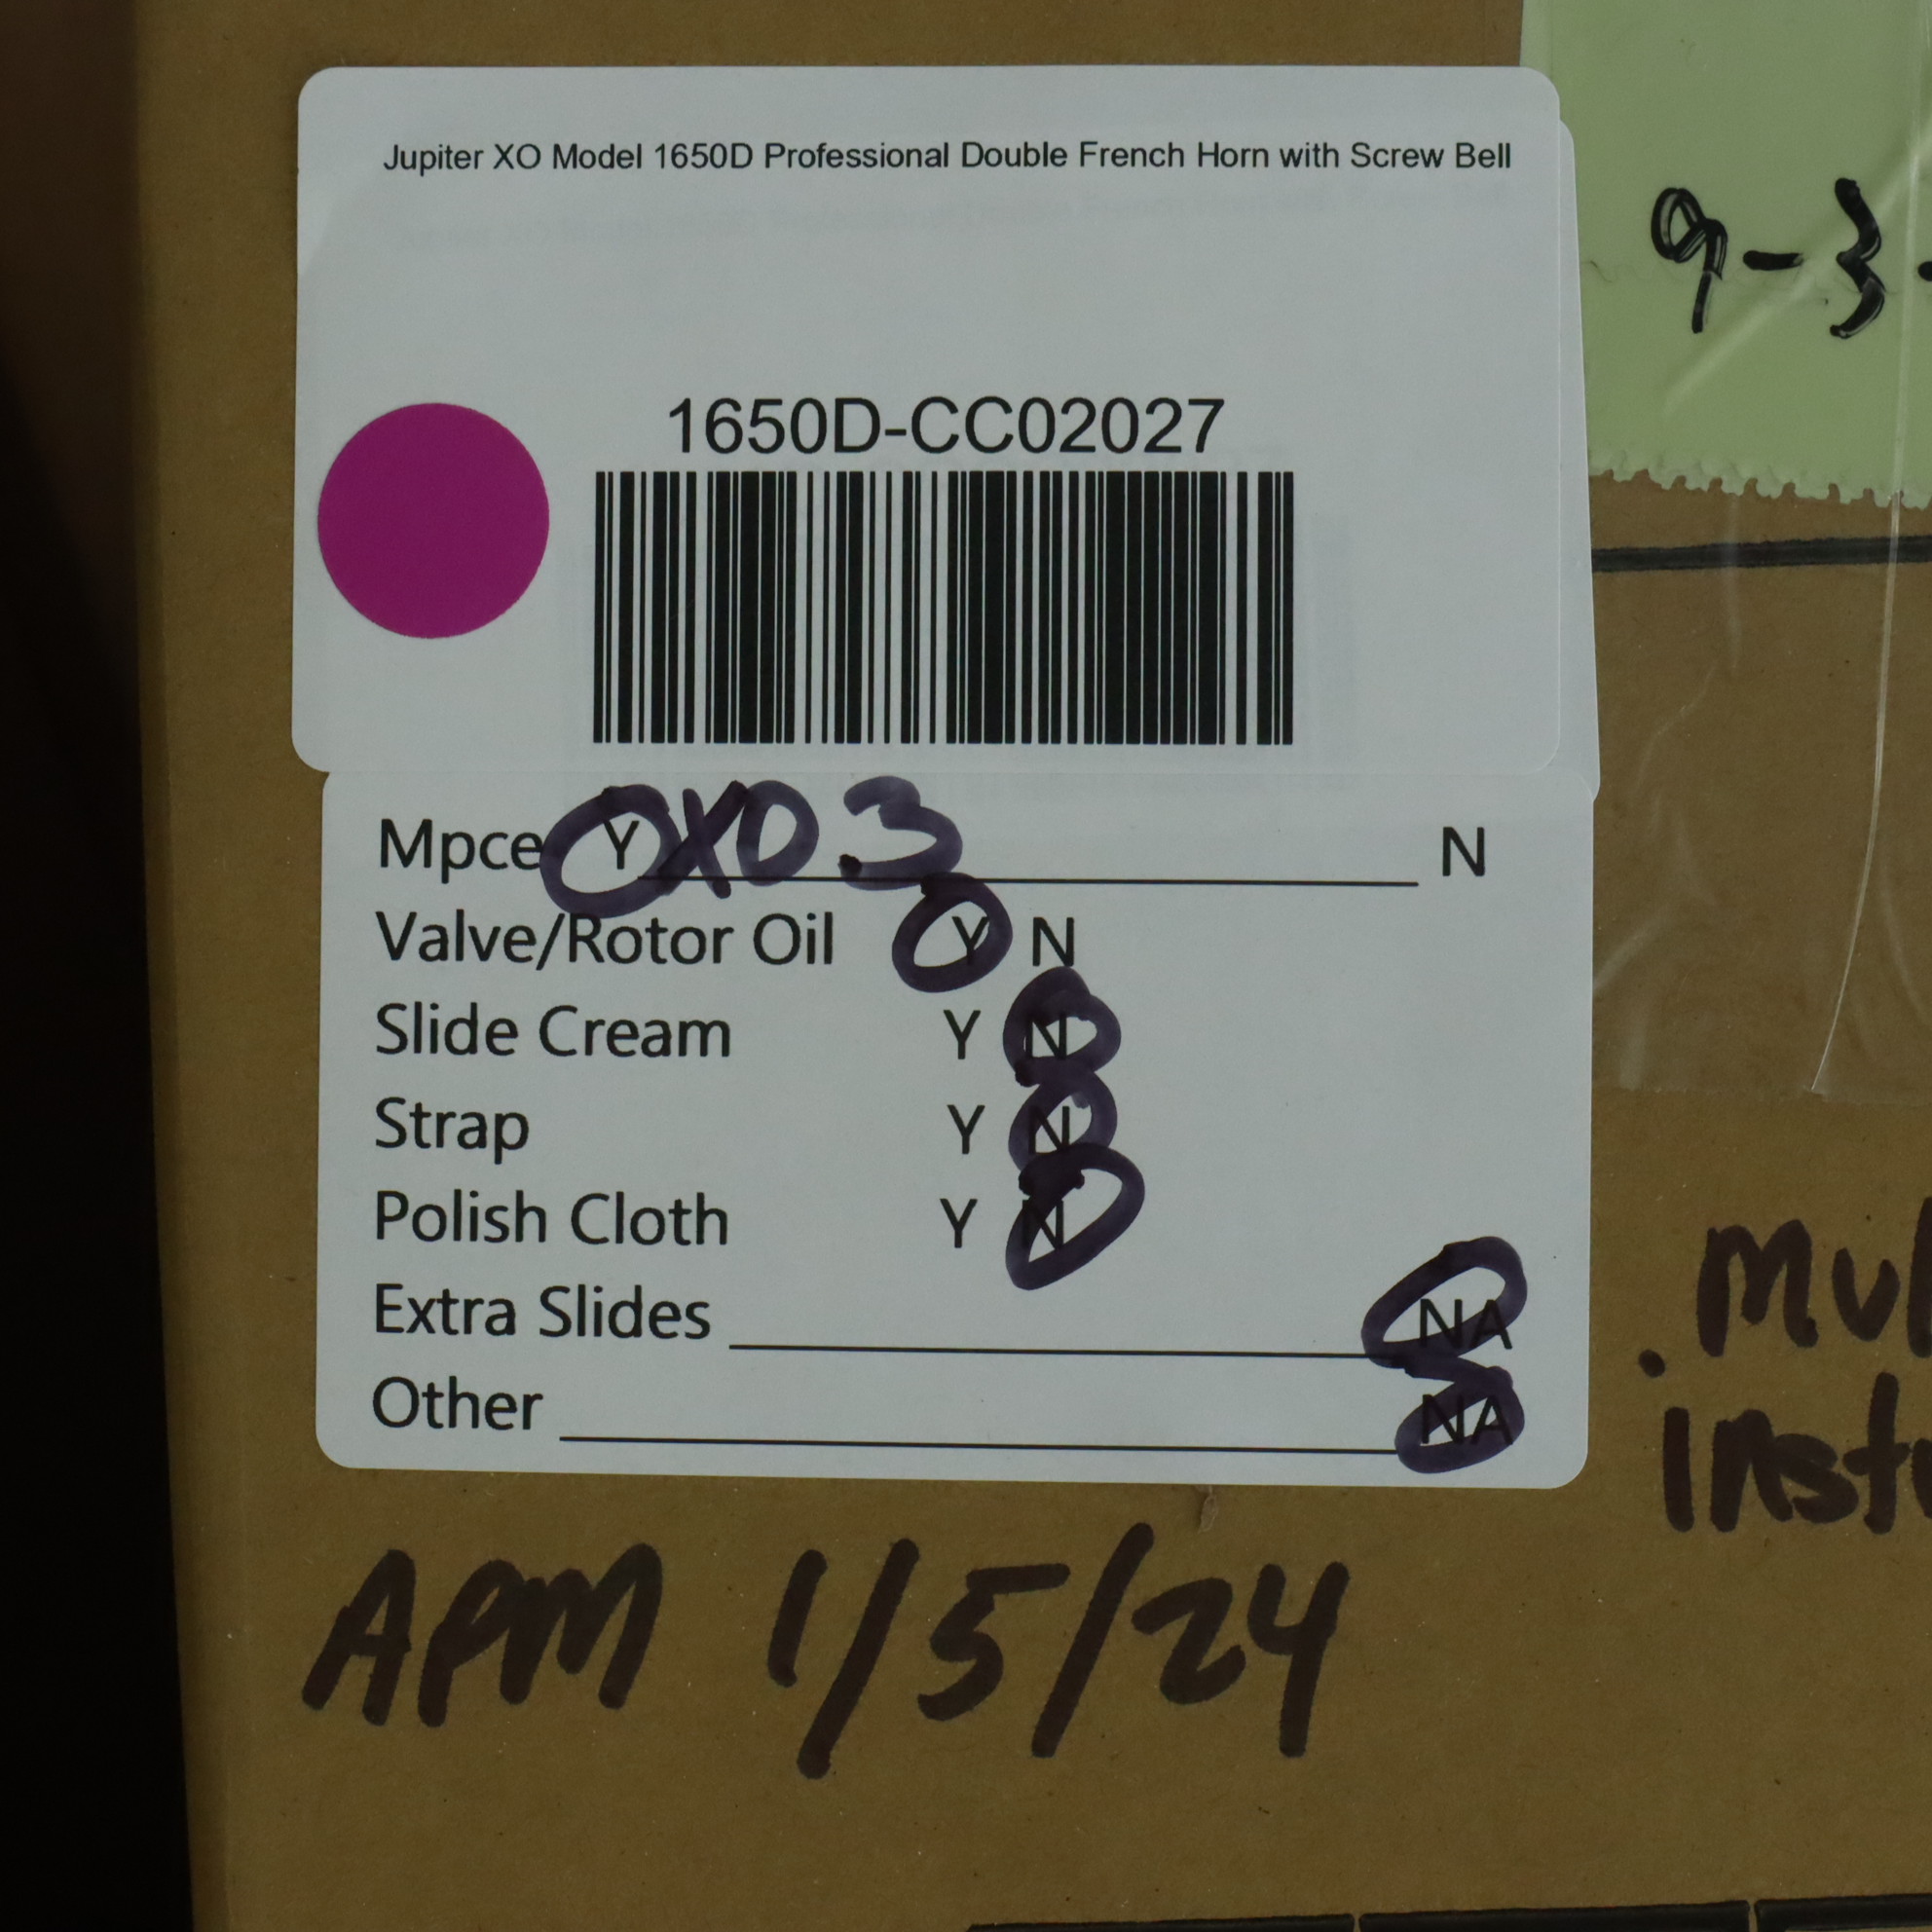 Jupiter XO Model 1650D Professional Double French Horn with Screw Bell
9-3-
1650D-CC02027
Mpce Y XO 3 N
Valve/Rotor Oil Y N
Slide Cream Y N
Strap Y N
Polish Cloth Y N
Extra Slides NA
Other NA
APM 1/5/24